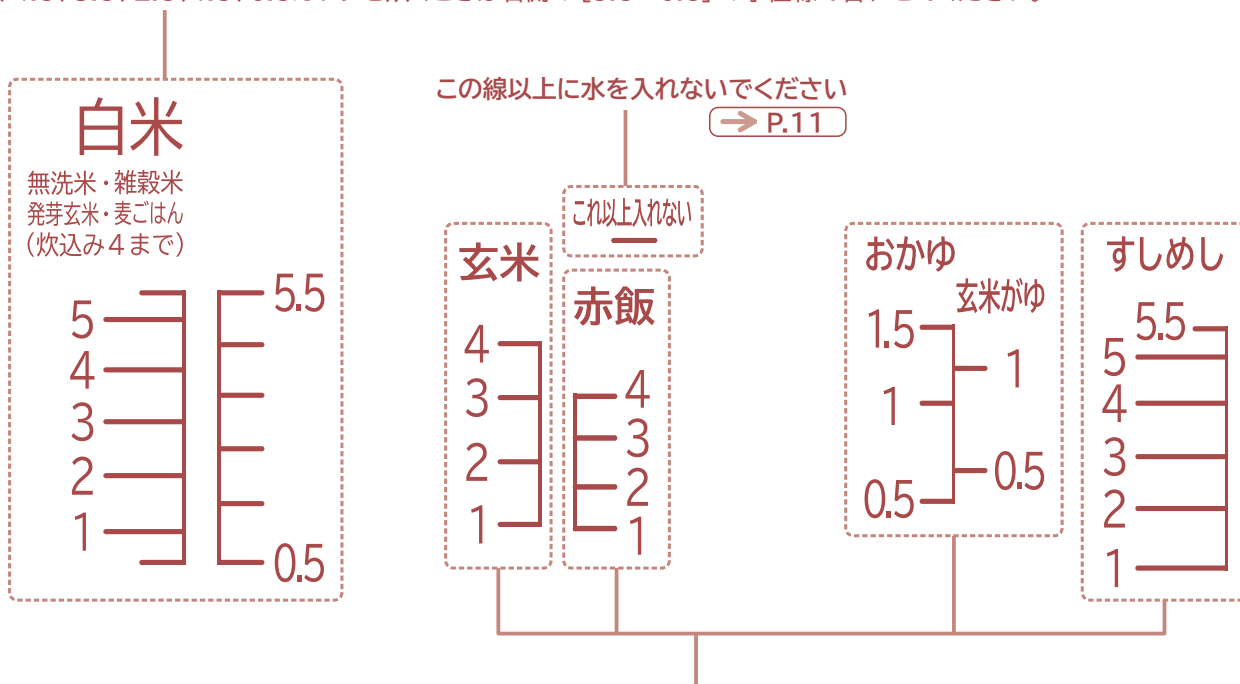 この線以上に水を入れないでください
P.11
白米
無洗米・雑穀米
発芽玄米・麦ごはん
(炊込み4まで)
5
4
3
2
1
5.5
0.5
これ以上入れない
玄米
4
3
2
1
赤飯
4
3
2
1
おかゆ
玄米がゆ
1.5
1
0.5
1
0.5
すしめし
5.5
5
4
3
2
1